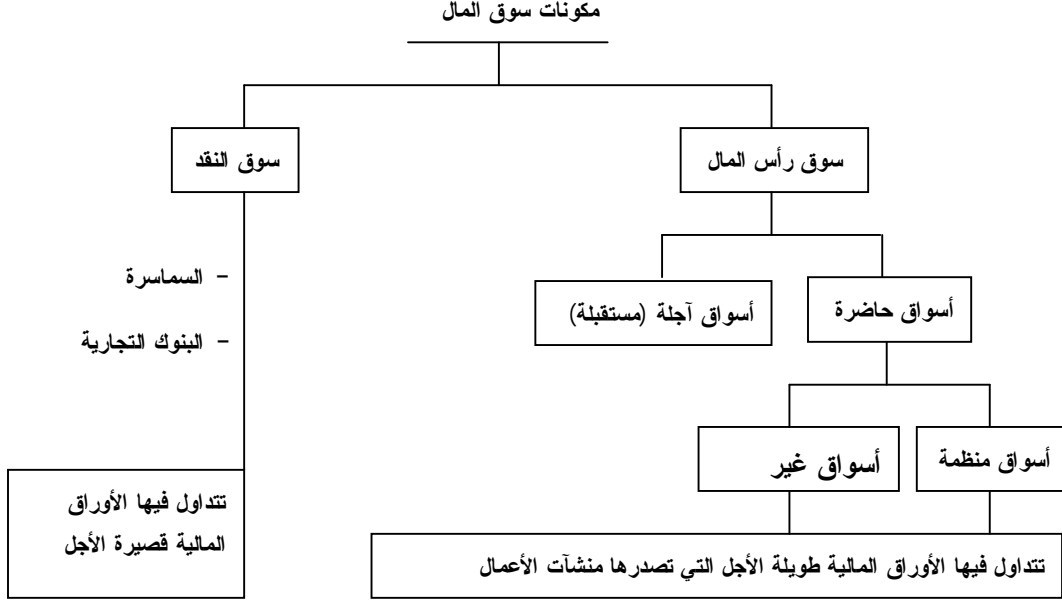 مكونات سوق المال
سوق رأس المال
سوق النقد
أسواق حاضرة
أسواق آجلة (مستقبلة)
- السماسرة
- البنوك التجارية
أسواق منظمة
أسواق غير
تتداول فيها الأوراق
المالية قصيرة الأجل
تتداول فيها الأوراق المالية طويلة الأجل التي تصدرها منشآت الأعمال